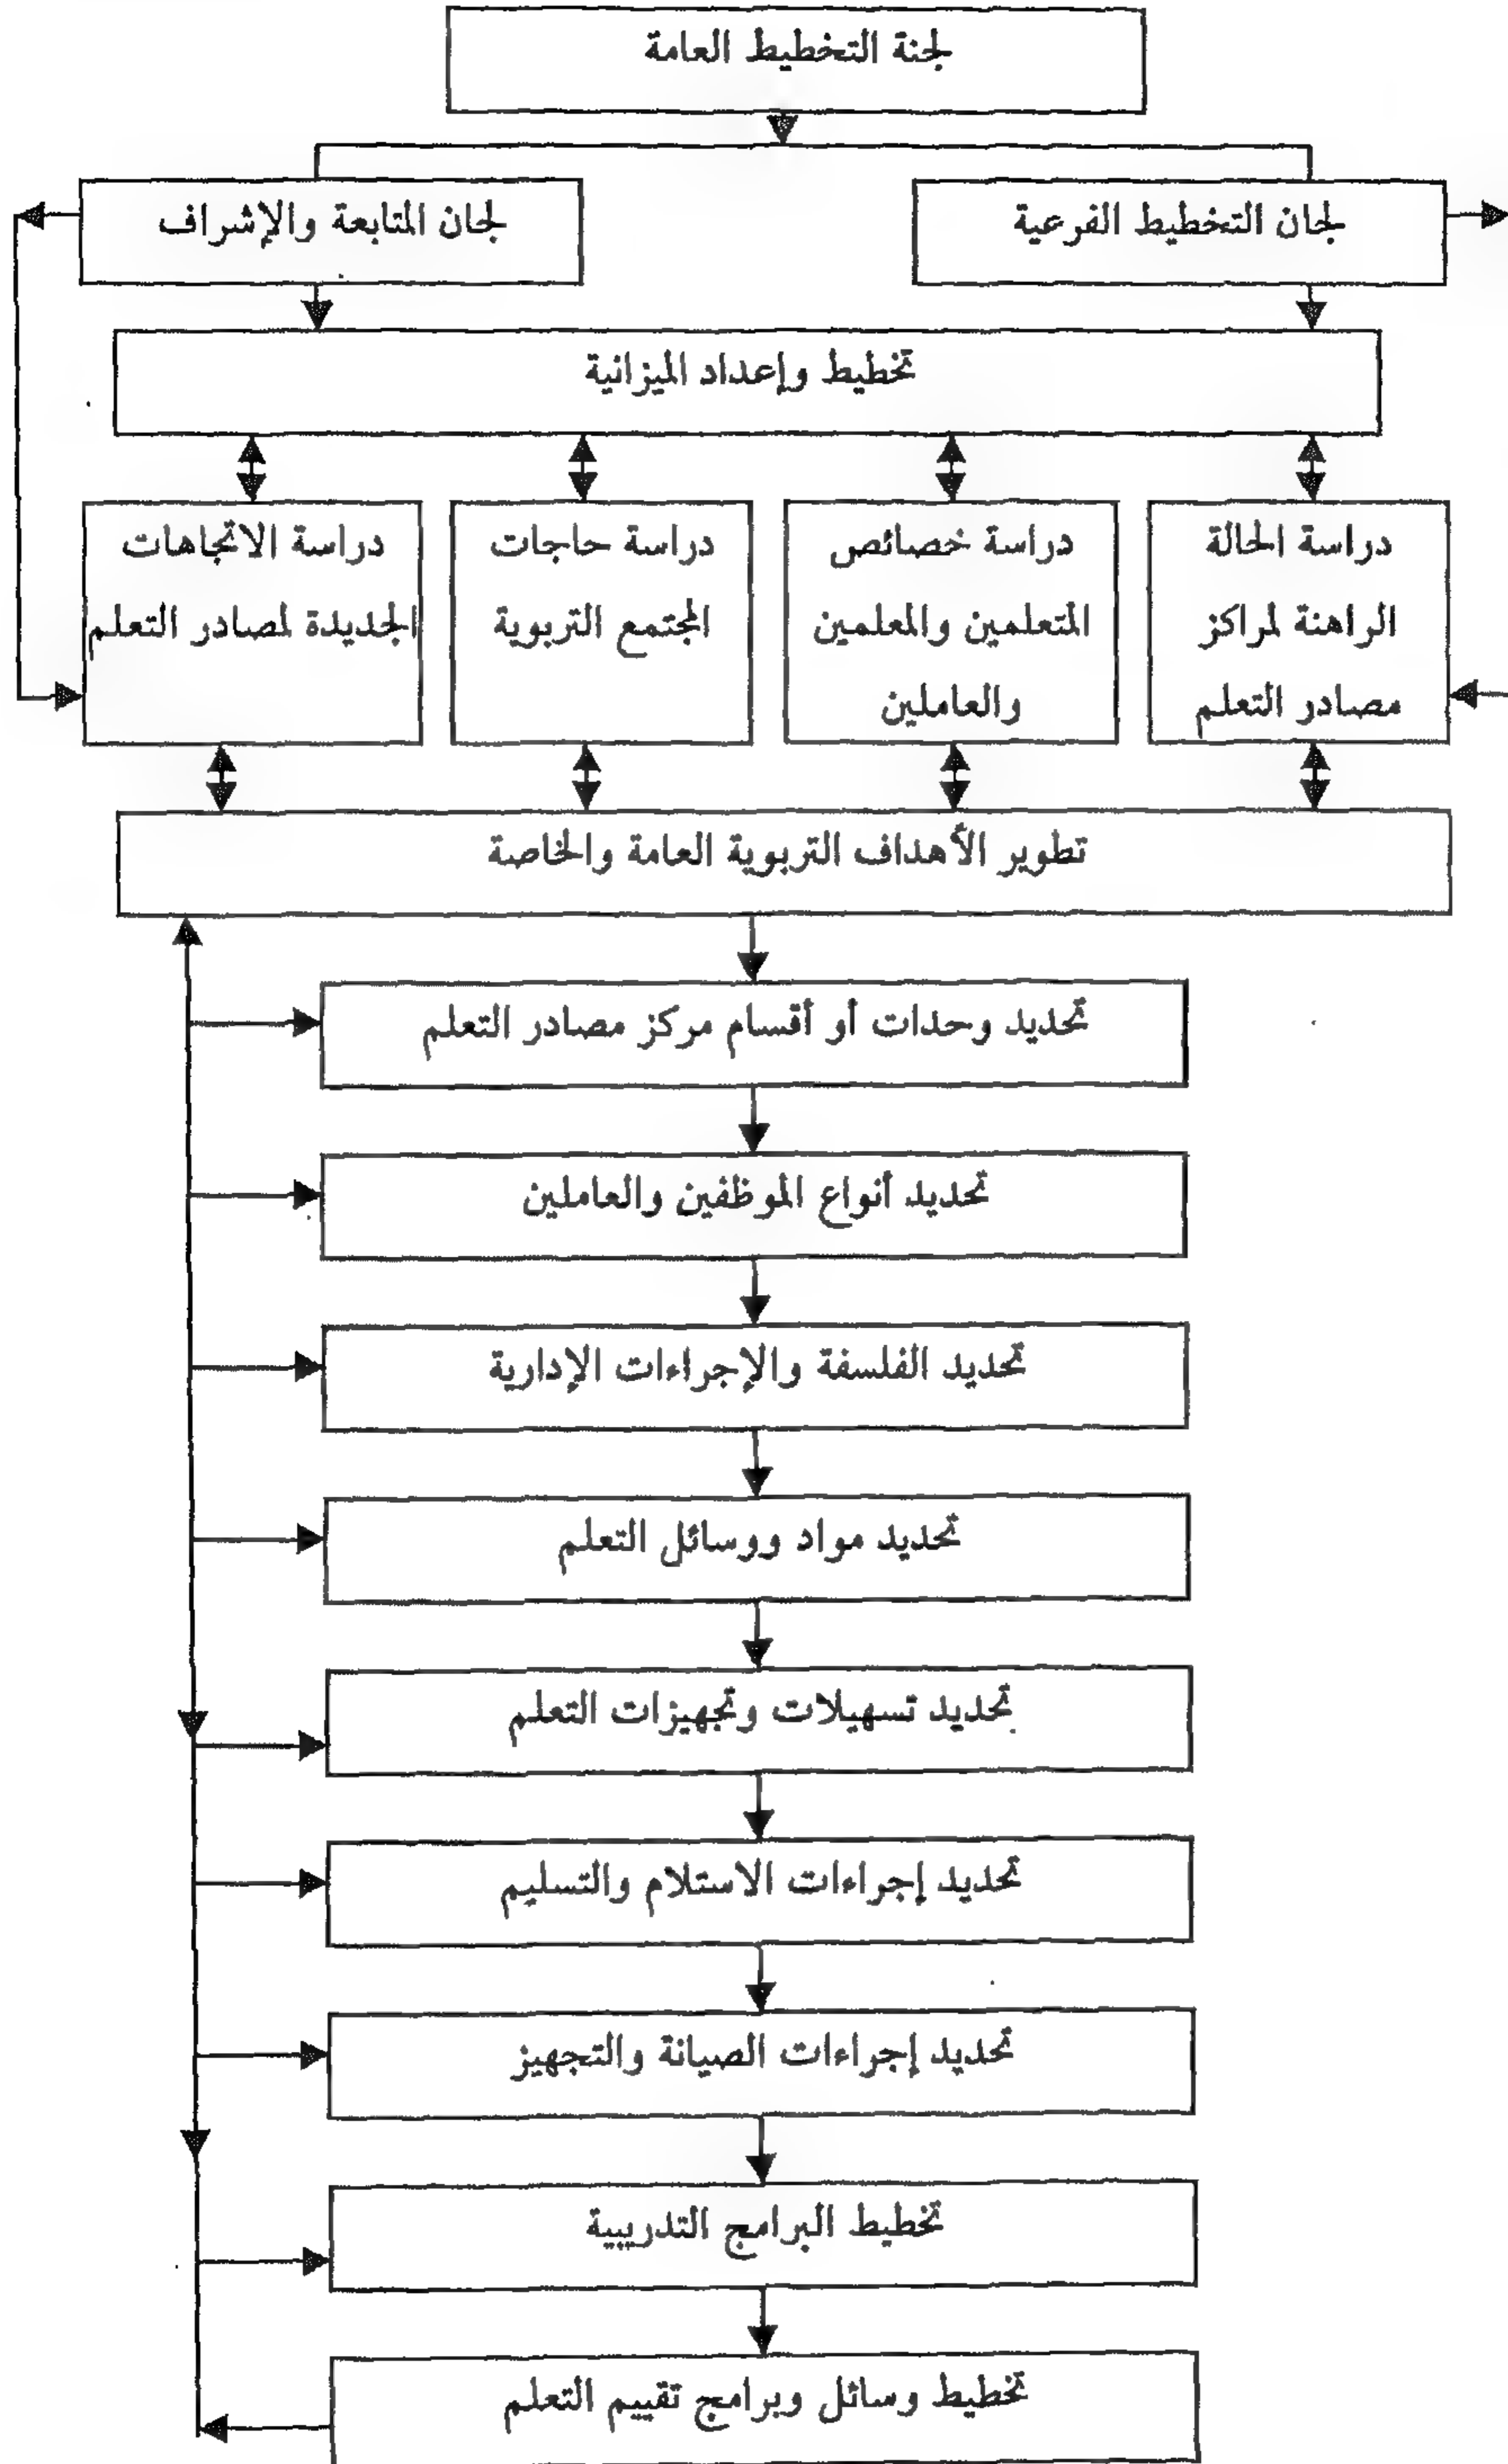 لجنة التخطيط العامة
لجان التخطيط الفرعية
لجان المتابعة والإشراف
تخطيط وإعداد الميزانية
دراسة الحالة
الراهنة لمراكز
مصادر التعلم
دراسة خصائص
المتعلمين والمعلمين
والعاملين
دراسة حاجات
المجتمع التربوية
دراسة الاتجاهات
الجديدة لمصادر التعلم
تطوير الأهداف التربوية العامة والخاصة
تحديد وحدات أو أقسام مركز مصادر التعلم
تحديد أنواع الموظفين والعاملين
تحديد الفلسفة والإجراءات الإدارية
تحديد مواد ووسائل التعلم
تحديد تسهيلات وتجهيزات التعلم
تحديد إجراءات الاستلام والتسليم
تحديد إجراءات الصيانة والتجهيز
تخطيط البرامج التدريبية
تخطيط وسائل وبرامج تقييم التعلم